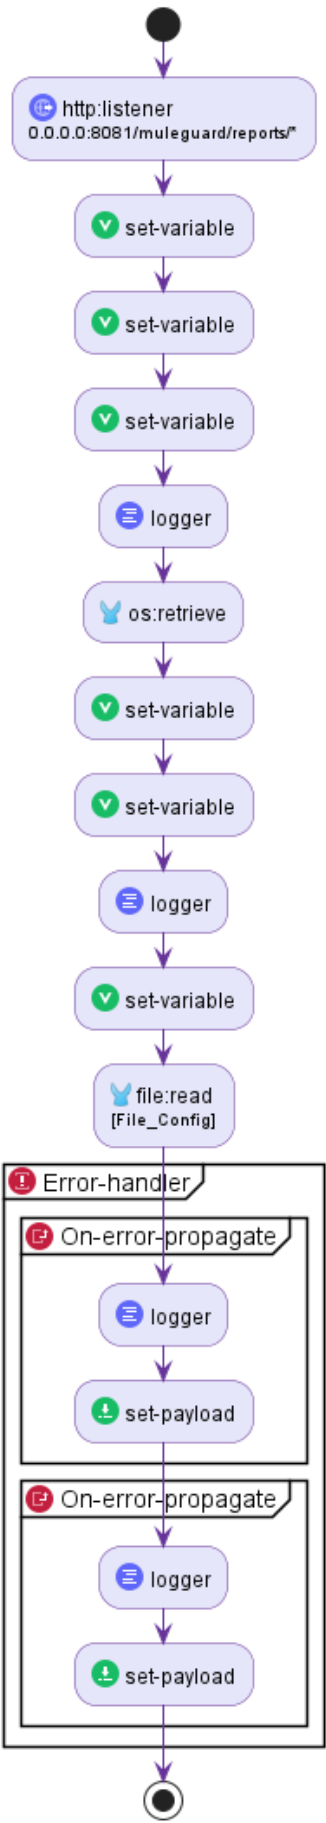 http:listener
0.0.0.0:8081/muleguard/reports/*
set-variable
set-variable
set-variable
logger
os:retrieve
set-variable
set-variable
logger
set-variable
file:read
[File_Config]
Error-handler
On-error-propagate
logger
set-payload
On-error-propagate
logger
set-payload